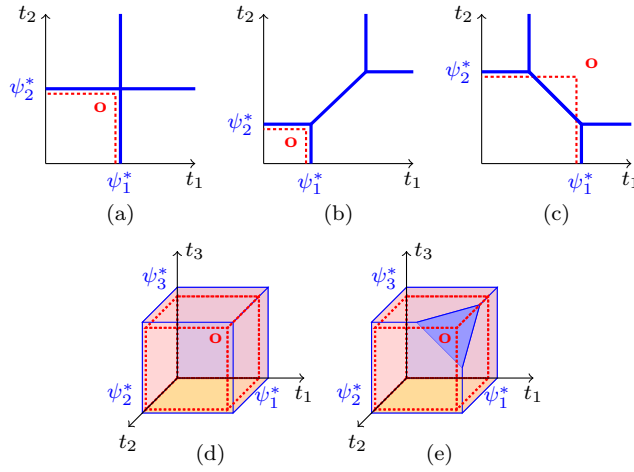 t₂ t₂ t₂
ψ₂* o ψ₂* o ψ₂* o
ψ₁* t₁ ψ₁* t₁ ψ₁* t₁
(a) (b) (c)
t₃ t₃
ψ₃* ψ₃*
o o
ψ₂* ψ₁* t₁ ψ₂* ψ₁* t₁
t₂ t₂
(d) (e)